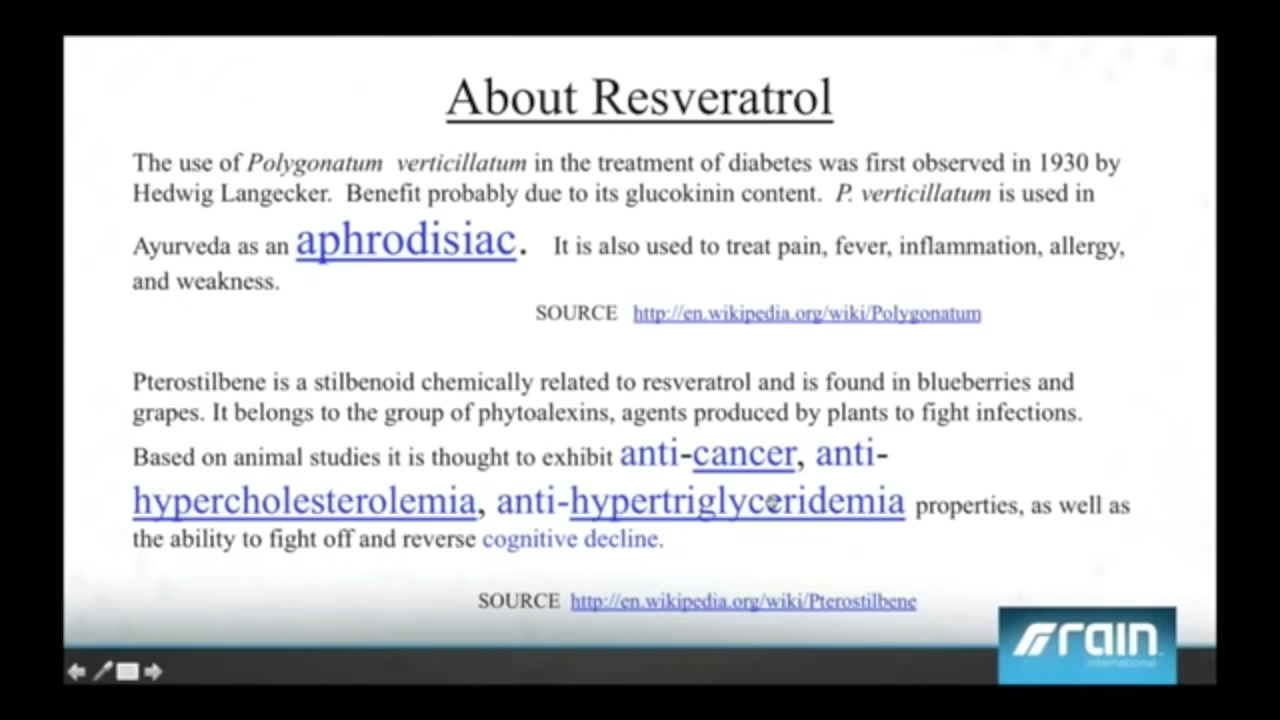 About Resveratrol
The use of Polygonatum verticillatum in the treatment of diabetes was first observed in 1930 by
Hedwig Langecker. Benefit probably due to its glucokinin content. P. verticillatum is used in
Ayurveda as an aphrodisiac. It is also used to treat pain, fever, inflammation, allergy,
and weakness.
SOURCE http://en.wikipedia.org/wiki/Polygonatum
Pterostilbene is a stilbenoid chemically related to resveratrol and is found in blueberries and
grapes. It belongs to the group of phytoalexins, agents produced by plants to fight infections.
Based on animal studies it is thought to exhibit anti-cancer, anti-
hypercholesterolemia, anti-hypertriglyceridemia properties, as well as
the ability to fight off and reverse cognitive decline.
SOURCE http://en.wikipedia.org/wiki/Pterostilbene
rain
international